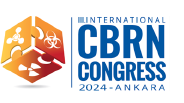 III.INTERNATIONAL
CBRN
CONGRESS
2024-ANKARA